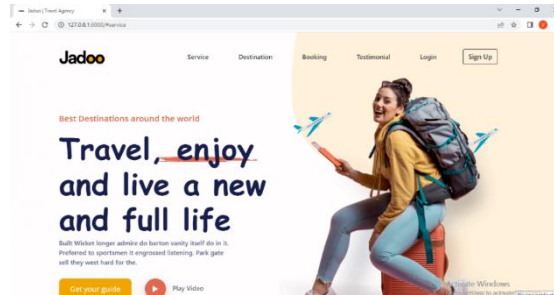 Jadoo | Travel Agency
127.0.0.1:8000/#service
Jadoo
Service
Destination
Booking
Testimonial
Login
Sign Up
Best Destinations around the world
Travel, enjoy
and live a new
and full life
Built Wicket longer admire do barton vanity itself do in it.
Preferred to sportsmen it engrossed listening. Park gate
sell they west hard for the.
Get your guide
Play Video
Activate Windows